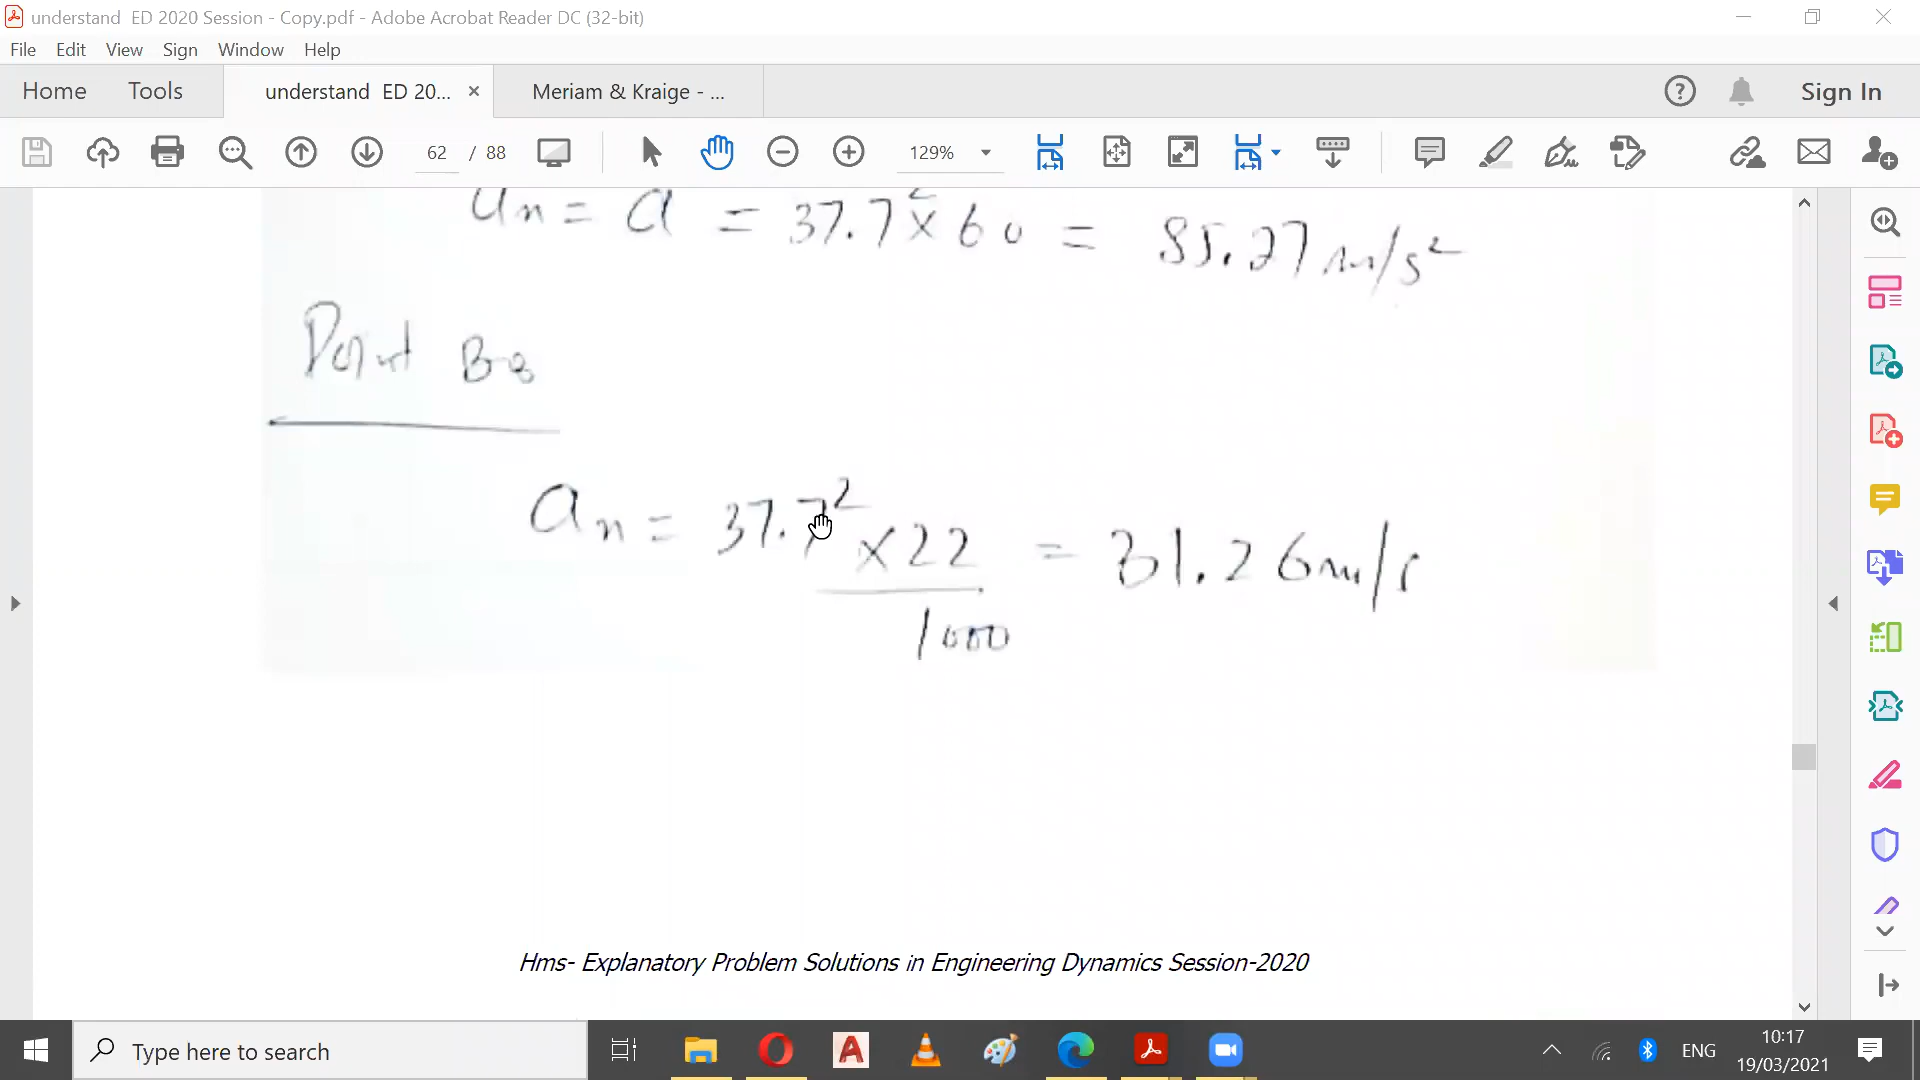 understand ED 2020 Session - Copy.pdf - Adobe Acrobat Reader DC (32-bit)
File Edit View Sign Window Help
Home Tools understand ED 20... × Meriam & Kraige - ... Sign In
62 / 88 129%
an = a = 37.7² × 60 = 85.27 m/s²
Point B
an = 37.7² × 22 = 31.26 m/s
1000
Hms- Explanatory Problem Solutions in Engineering Dynamics Session-2020
Type here to search
ENG
10:17
19/03/2021